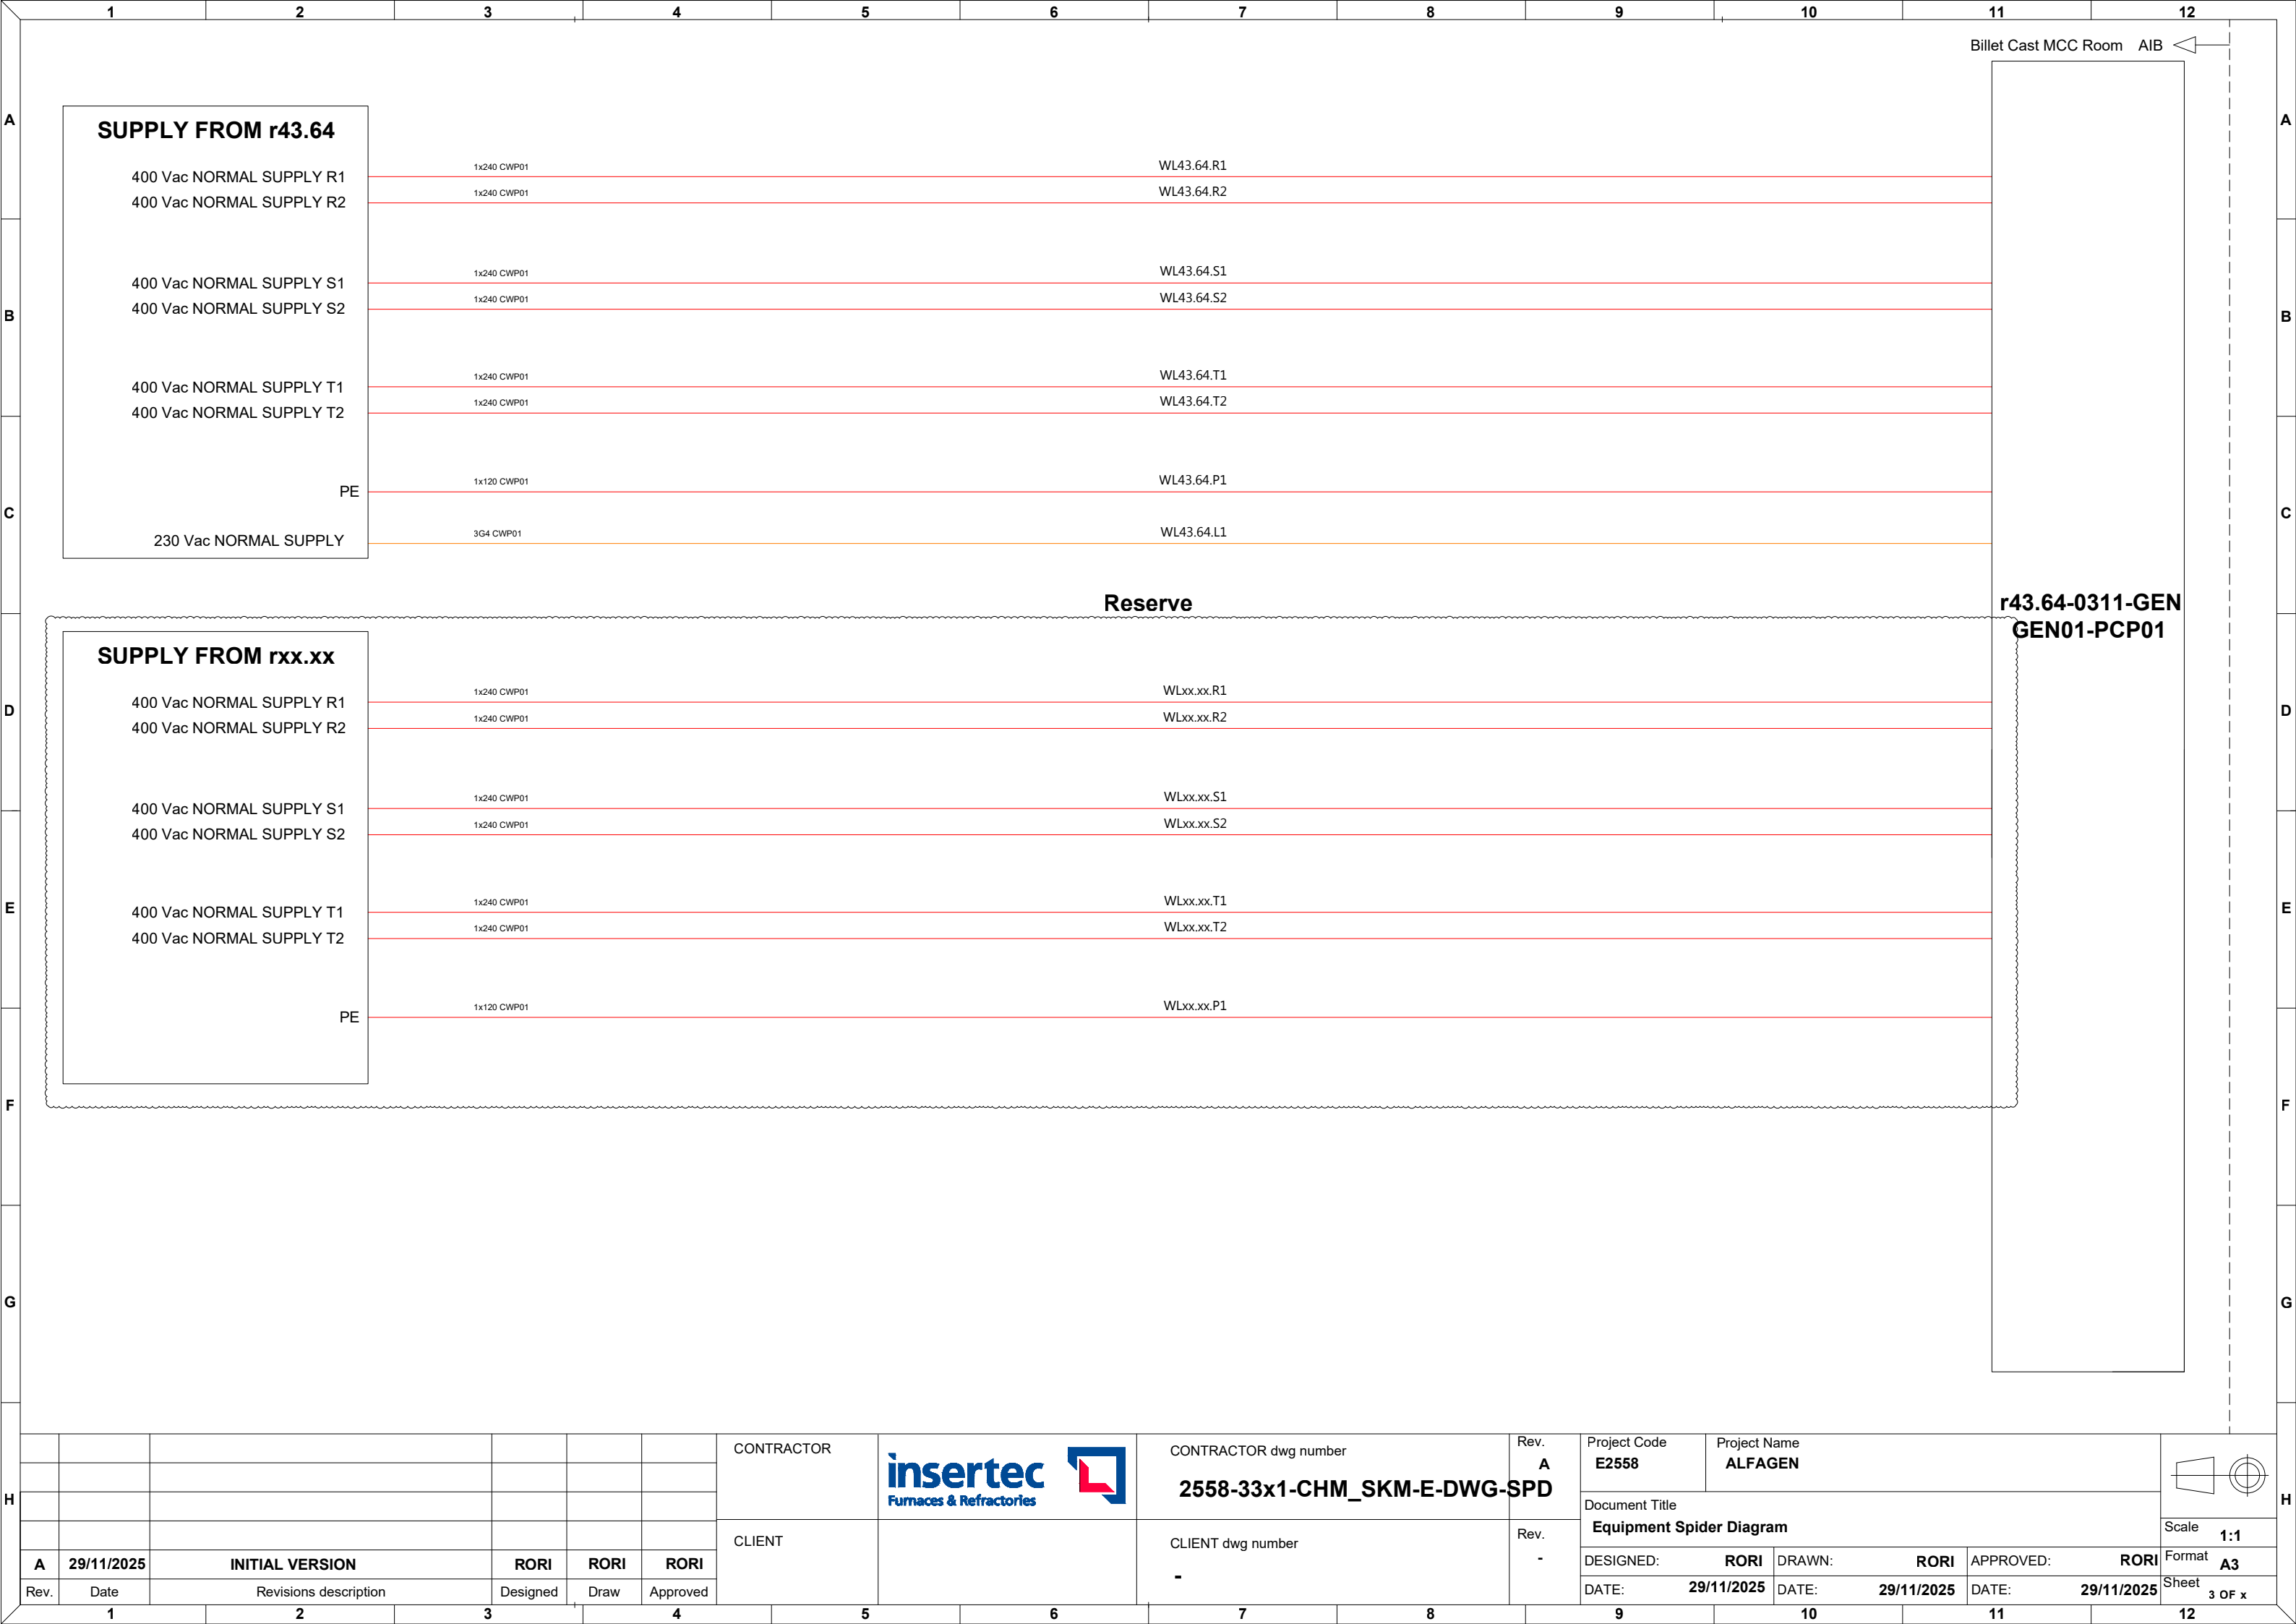 1 2 3 4 5 6 7 8 9 10 11 12
Billet Cast MCC Room AIB
A A
SUPPLY FROM r43.64
400 Vac NORMAL SUPPLY R1 1x240 CWP01 WL43.64.R1
400 Vac NORMAL SUPPLY R2 1x240 CWP01 WL43.64.R2
400 Vac NORMAL SUPPLY S1 1x240 CWP01 WL43.64.S1
400 Vac NORMAL SUPPLY S2 1x240 CWP01 WL43.64.S2
B B
400 Vac NORMAL SUPPLY T1 1x240 CWP01 WL43.64.T1
400 Vac NORMAL SUPPLY T2 1x240 CWP01 WL43.64.T2
PE 1x120 CWP01 WL43.64.P1
C C
230 Vac NORMAL SUPPLY 3G4 CWP01 WL43.64.L1
Reserve
r43.64-0311-GEN
GEN01-PCP01
SUPPLY FROM rxx.xx
400 Vac NORMAL SUPPLY R1 1x240 CWP01 WLxx.xx.R1
D D
400 Vac NORMAL SUPPLY R2 1x240 CWP01 WLxx.xx.R2
400 Vac NORMAL SUPPLY S1 1x240 CWP01 WLxx.xx.S1
400 Vac NORMAL SUPPLY S2 1x240 CWP01 WLxx.xx.S2
400 Vac NORMAL SUPPLY T1 1x240 CWP01 WLxx.xx.T1
E E
400 Vac NORMAL SUPPLY T2 1x240 CWP01 WLxx.xx.T2
PE 1x120 CWP01 WLxx.xx.P1
F F
G G
H H
A 29/11/2025 INITIAL VERSION RORI RORI RORI
Rev. Date Revisions description Designed Draw Approved
CONTRACTOR
insertec
Furnaces & Refractories
CLIENT
CONTRACTOR dwg number
2558-33x1-CHM_SKM-E-DWG-SPD
Rev.
A
CLIENT dwg number
-
Rev.
-
Project Code
E2558
Project Name
ALFAGEN
Document Title
Equipment Spider Diagram
DESIGNED: RORI DRAWN: RORI APPROVED: RORI
DATE: 29/11/2025 DATE: 29/11/2025 DATE: 29/11/2025
Scale 1:1
Format A3
Sheet 3 OF x
1 2 3 4 5 6 7 8 9 10 11 12